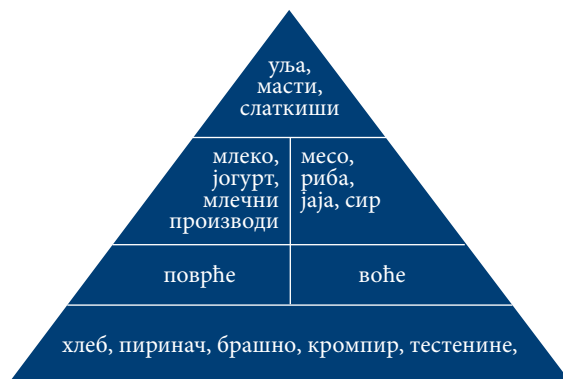 уља,
масти,
слаткиши
млеко,
јогурт,
млечни
производи
месо,
риба,
јаја, сир
поврће
воће
хлеб, пиринач, брашно, кромпир, тестенине,